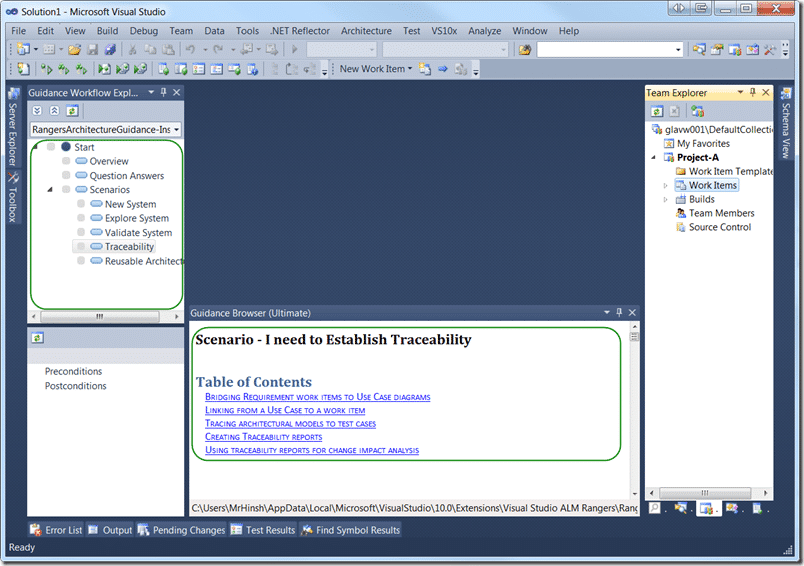 Solution1 - Microsoft Visual Studio
File Edit View Build Debug Team Data Tools .NET Reflector Architecture Test VS10x Analyze Window Help
New Work Item
Server Explorer
Toolbox
Guidance Workflow Expl...
RangersArchitectureGuidance-Ins
Start
Overview
Question Answers
Scenarios
New System
Explore System
Validate System
Traceability
Reusable Architect
Preconditions
Postconditions
Guidance Browser (Ultimate)
Scenario - I need to Establish Traceability
Table of Contents
Bridging Requirement work items to Use Case diagrams
Linking from a Use Case to a work item
Tracing architectural models to test cases
Creating Traceability reports
Using traceability reports for change impact analysis
C:\Users\MrHinsh\AppData\Local\Microsoft\VisualStudio\10.0\Extensions\Visual Studio ALM Rangers\Rang
Team Explorer
glavw001\DefaultCollecti
My Favorites
Project-A
Work Item Template
Work Items
Builds
Team Members
Source Control
Schema View
Error List Output Pending Changes Test Results Find Symbol Results
Ready